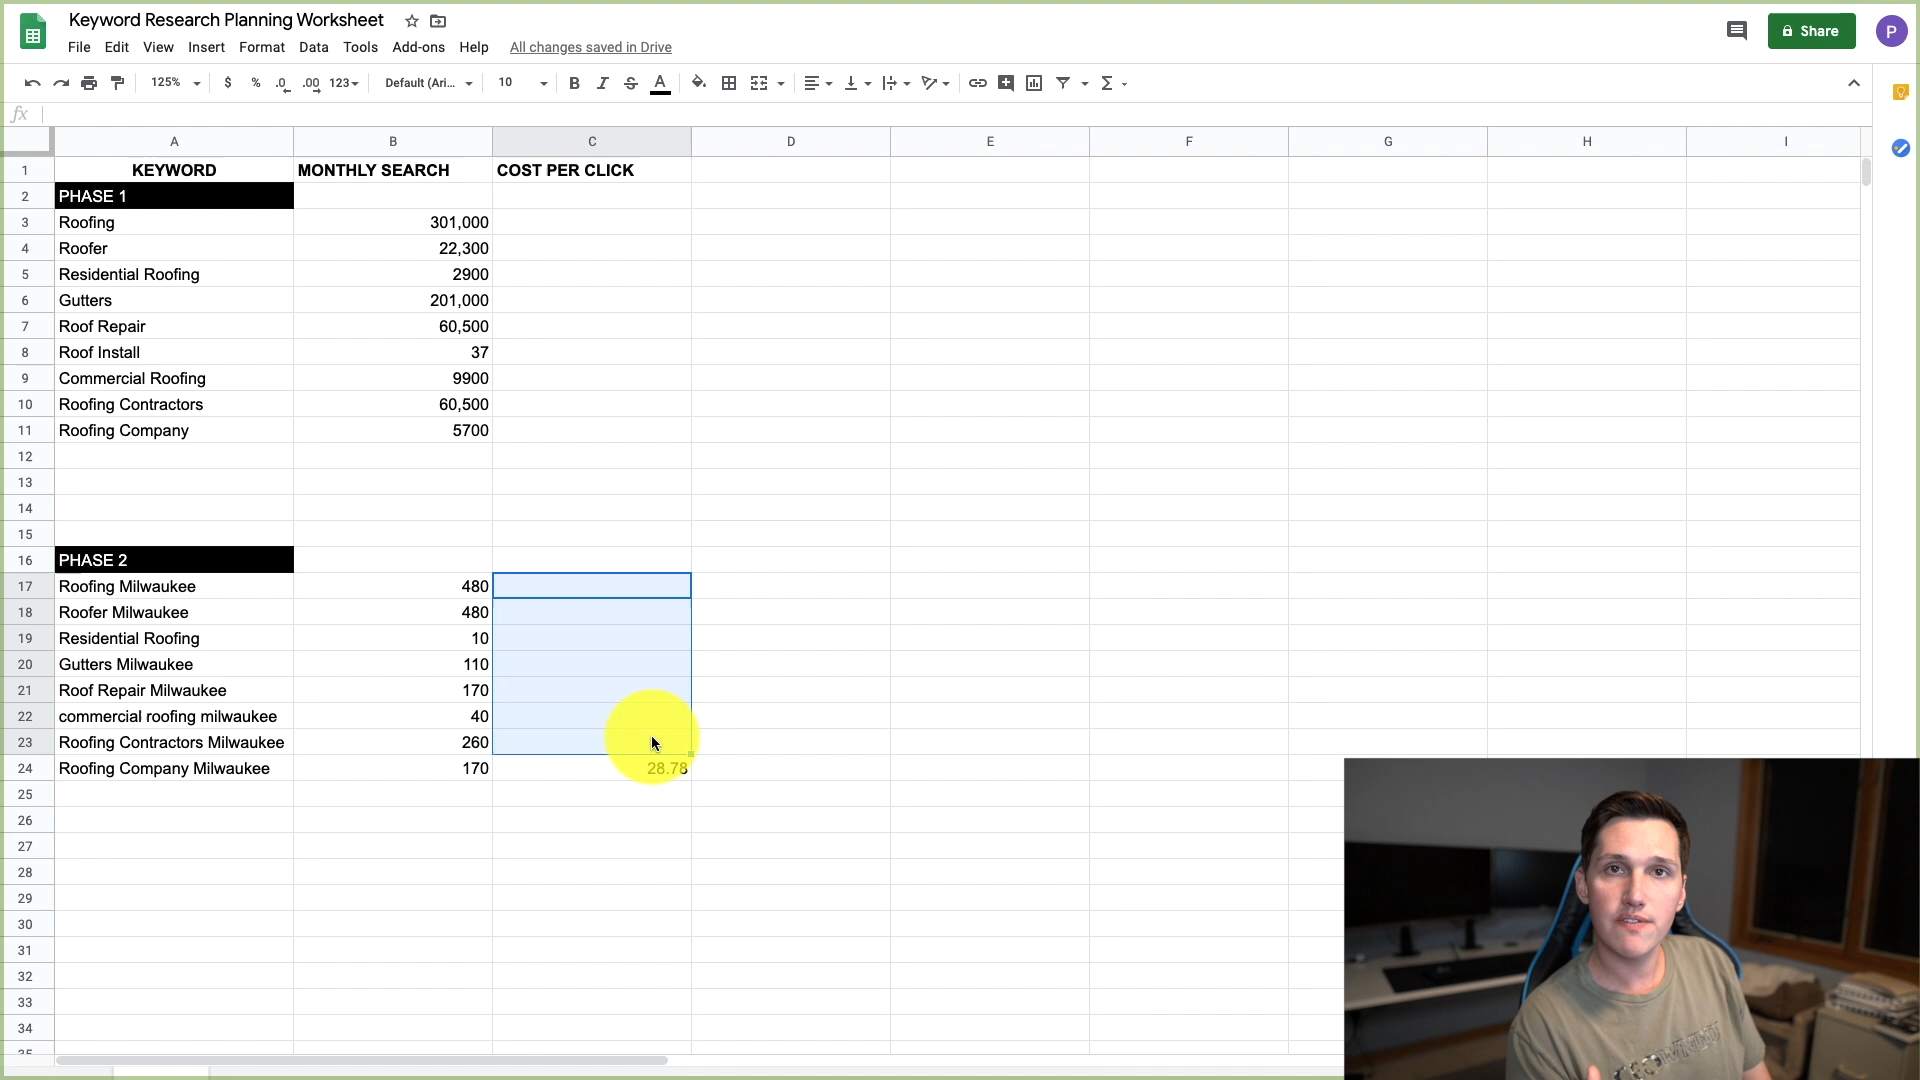 Keyword Research Planning Worksheet
File Edit View Insert Format Data Tools Add-ons Help All changes saved in Drive
Share
P
125% $ % .0 .00 123 Default (Ari... 10 B I S A Σ
fx
A B C D E F G H I
1 KEYWORD MONTHLY SEARCH COST PER CLICK
2 PHASE 1
3 Roofing 301,000
4 Roofer 22,300
5 Residential Roofing 2900
6 Gutters 201,000
7 Roof Repair 60,500
8 Roof Install 37
9 Commercial Roofing 9900
10 Roofing Contractors 60,500
11 Roofing Company 5700
12
13
14
15
16 PHASE 2
17 Roofing Milwaukee 480
18 Roofer Milwaukee 480
19 Residential Roofing 10
20 Gutters Milwaukee 110
21 Roof Repair Milwaukee 170
22 commercial roofing milwaukee 40
23 Roofing Contractors Milwaukee 260
24 Roofing Company Milwaukee 170 28.78
25
26
27
28
29
30
31
32
33
34
35